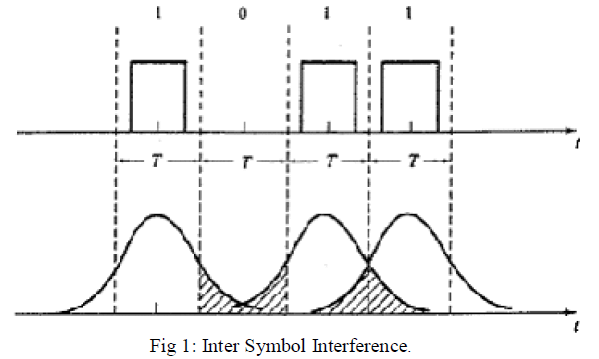 1 0 1 1
t
T T T T
t
Fig 1: Inter Symbol Interference.